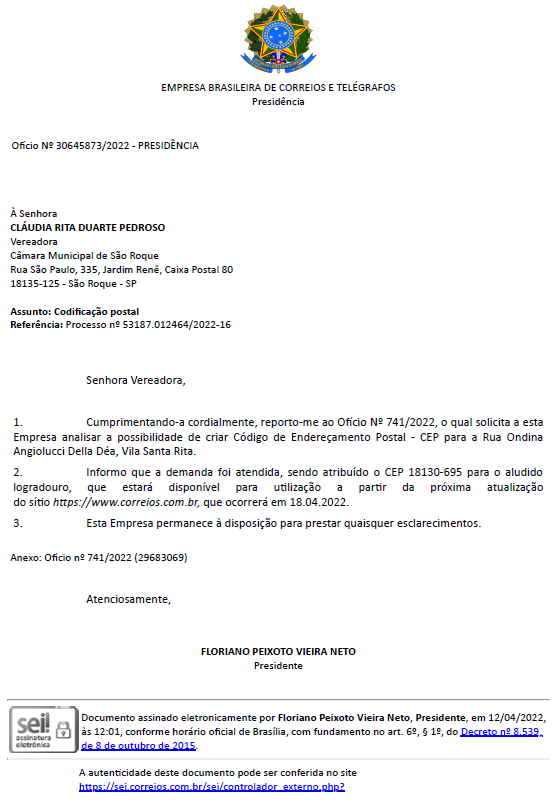 EMPRESA BRASILEIRA DE CORREIOS E TELÉGRAFOS
Presidência
Ofício Nº 30645873/2022 - PRESIDÊNCIA
À Senhora
CLÁUDIA RITA DUARTE PEDROSO
Vereadora
Câmara Municipal de São Roque
Rua São Paulo, 335, Jardim Renê, Caixa Postal 80
18135-125 - São Roque - SP
Assunto: Codificação postal
Referência: Processo nº 53187.012464/2022-16
Senhora Vereadora,
1. Cumprimentando-a cordialmente, reporto-me ao Ofício Nº 741/2022, o qual solicita a esta
Empresa analisar a possibilidade de criar Código de Endereçamento Postal - CEP para a Rua Ondina
Angiolucci Della Déa, Vila Santa Rita.
2. Informo que a demanda foi atendida, sendo atribuído o CEP 18130-695 para o aludido
logradouro, que estará disponível para utilização a partir da próxima atualização
do sítio https://www.correios.com.br, que ocorrerá em 18.04.2022.
3. Esta Empresa permanece à disposição para prestar quaisquer esclarecimentos.
Anexo: Ofício nº 741/2022 (29683069)
Atenciosamente,
FLORIANO PEIXOTO VIEIRA NETO
Presidente
sei!
assinatura
eletrônica
Documento assinado eletronicamente por Floriano Peixoto Vieira Neto, Presidente, em 12/04/2022,
às 12:01, conforme horário oficial de Brasília, com fundamento no art. 6º, § 1º, do Decreto nº 8.539,
de 8 de outubro de 2015.
A autenticidade deste documento pode ser conferida no site
https://sei.correios.com.br/sei/controlador_externo.php?